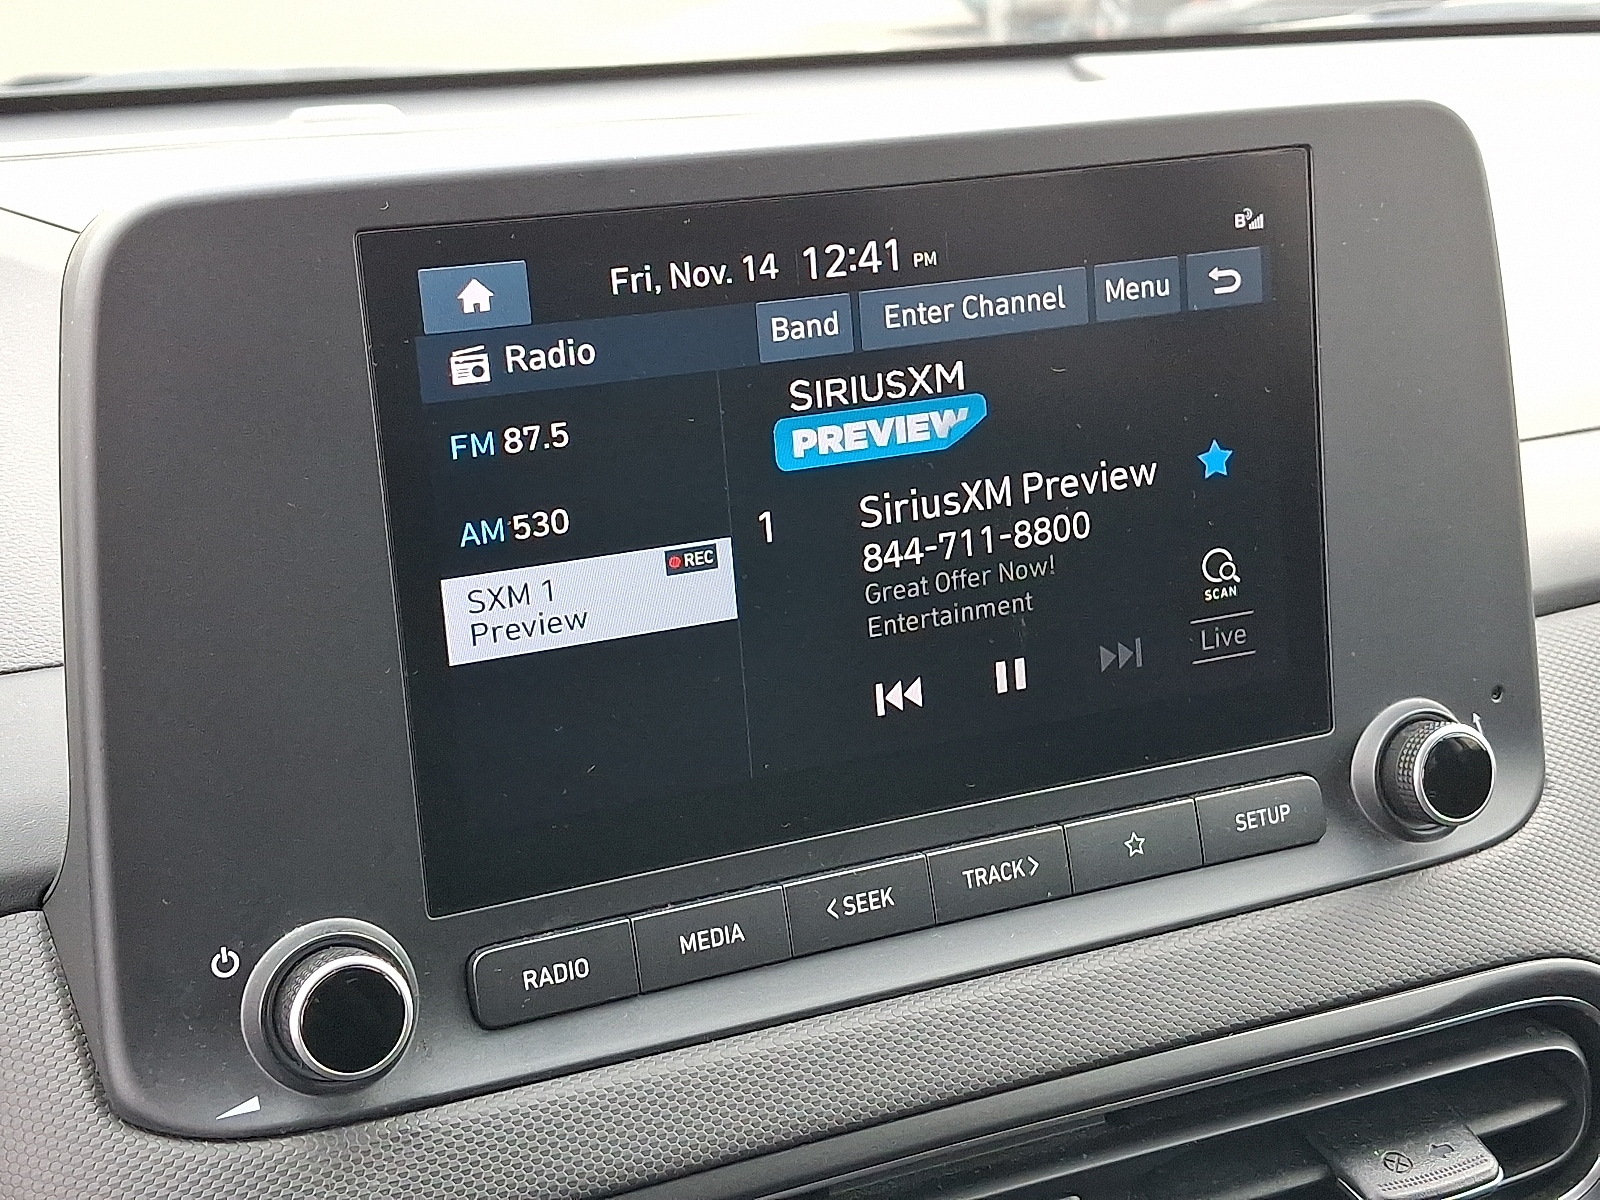 B
Fri, Nov. 14 12:41 PM
Band Enter Channel Menu
Radio
FM 87.5
AM 530
REC
SXM 1
Preview
SIRIUSXM
PREVIEW
1 SiriusXM Preview
844-711-8800
Great Offer Now!
Entertainment
SCAN
Live
RADIO MEDIA <SEEK TRACK> SETUP